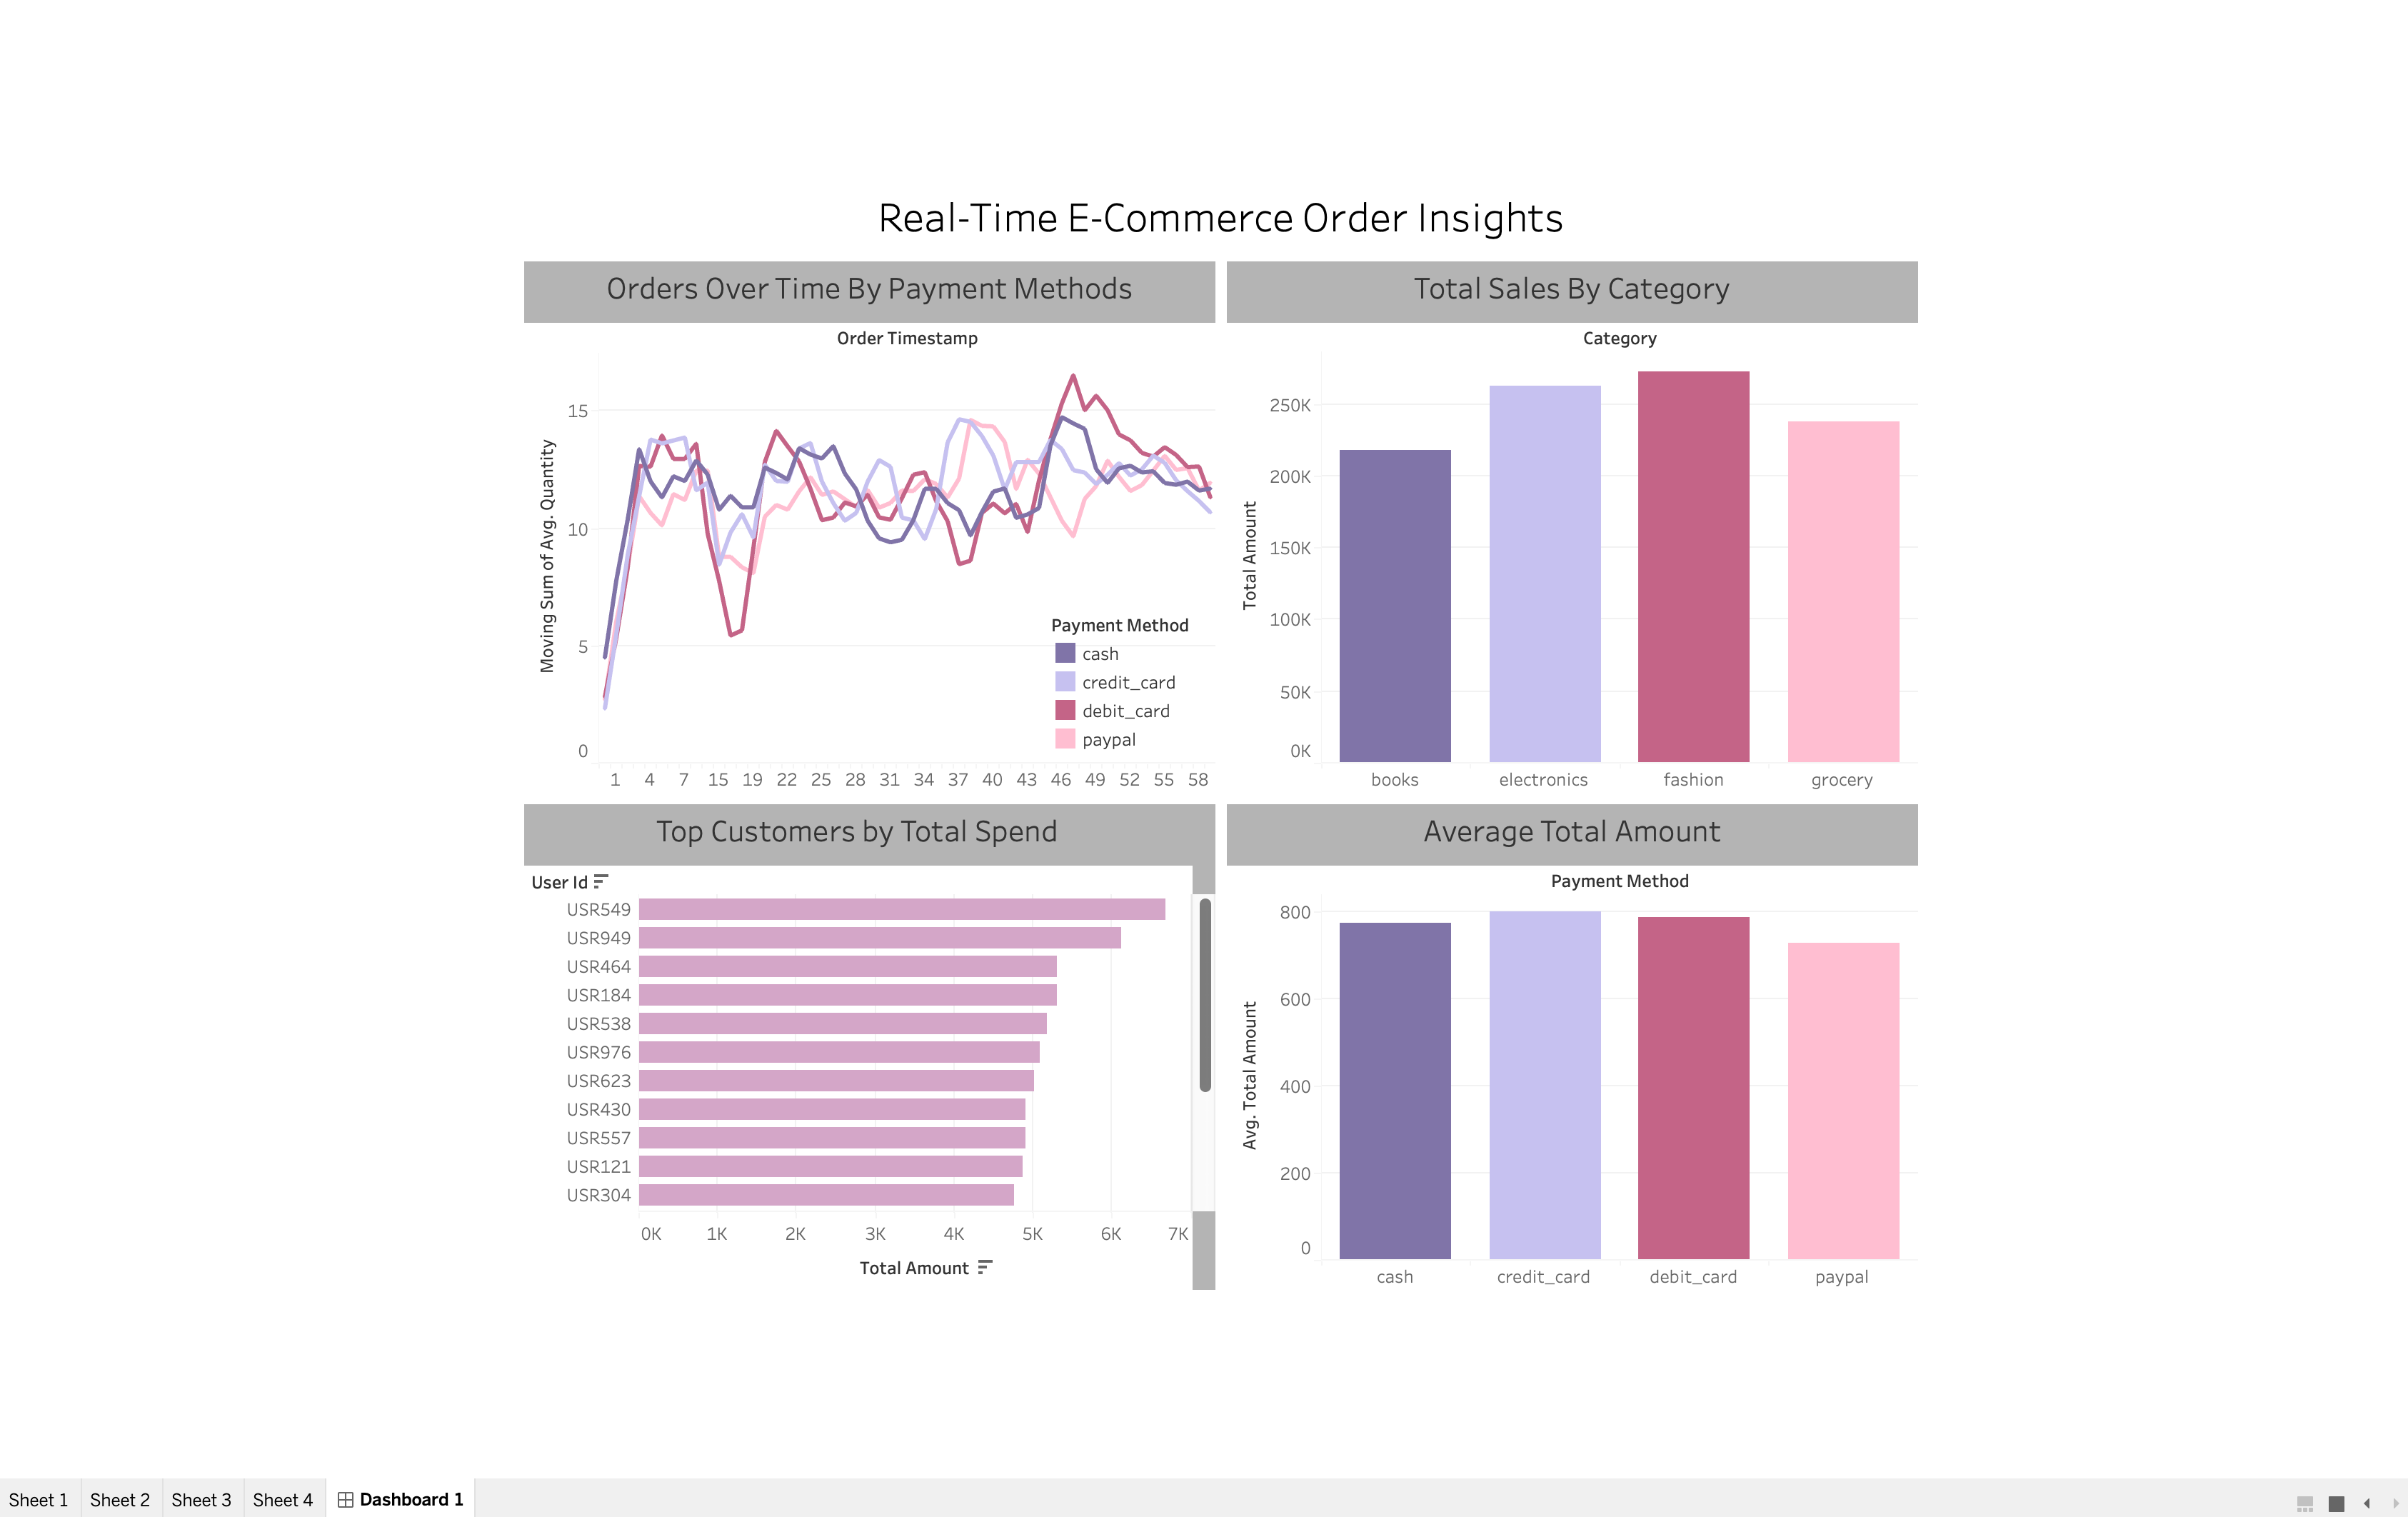 Real-Time E-Commerce Order Insights
Orders Over Time By Payment Methods
Order Timestamp
Moving Sum of Avg. Quantity
15
10
5
0
1 4 7 15 19 22 25 28 31 34 37 40 43 46 49 52 55 58
Payment Method
cash
credit_card
debit_card
paypal
Total Sales By Category
Category
Total Amount
250K
200K
150K
100K
50K
0K
books electronics fashion grocery
Top Customers by Total Spend
User Id
USR549
USR949
USR464
USR184
USR538
USR976
USR623
USR430
USR557
USR121
USR304
0K 1K 2K 3K 4K 5K 6K 7K
Total Amount
Average Total Amount
Payment Method
Avg. Total Amount
800
600
400
200
0
cash credit_card debit_card paypal
Sheet 1 Sheet 2 Sheet 3 Sheet 4 Dashboard 1